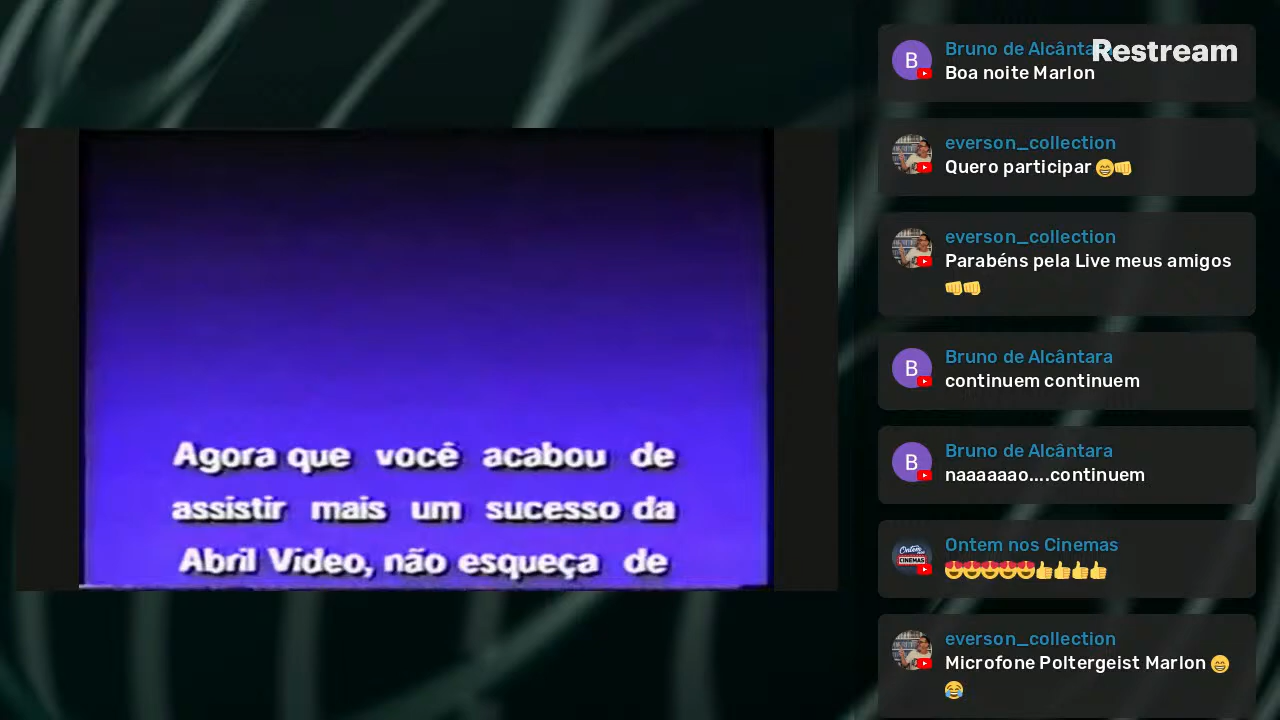 Agora que você acabou de
assistir mais um sucesso da
Abril Video, não esqueça de
Restream
B
Bruno de Alcânta
Boa noite Marlon
everson_collection
Quero participar 😁👊
everson_collection
Parabéns pela Live meus amigos
👊👊
B
Bruno de Alcântara
continuem continuem
B
Bruno de Alcântara
naaaaaao....continuem
Ontem nos Cinemas
😍😍😍😍😍👍👍👍👍
everson_collection
Microfone Poltergeist Marlon 😁
😂